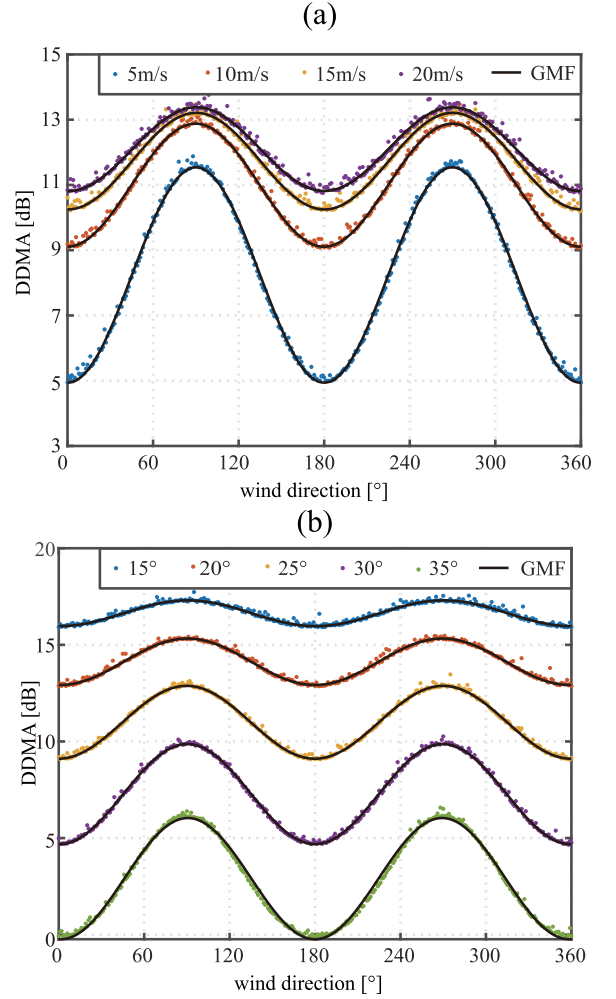 (a)
15
5m/s 10m/s 15m/s 20m/s GMF
13
11
9
7
5
3
DDMA [dB]
0 60 120 180 240 300 360
wind direction [°]
(b)
20
15° 20° 25° 30° 35° GMF
15
10
5
0
DDMA [dB]
0 60 120 180 240 300 360
wind direction [°]